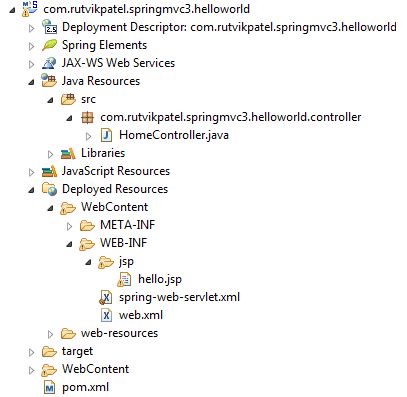 com.rutvikpatel.springmvc3.helloworld
Deployment Descriptor: com.rutvikpatel.springmvc3.helloworld
Spring Elements
JAX-WS Web Services
Java Resources
src
com.rutvikpatel.springmvc3.helloworld.controller
HomeController.java
Libraries
JavaScript Resources
Deployed Resources
WebContent
META-INF
WEB-INF
jsp
hello.jsp
spring-web-servlet.xml
web.xml
web-resources
target
WebContent
pom.xml